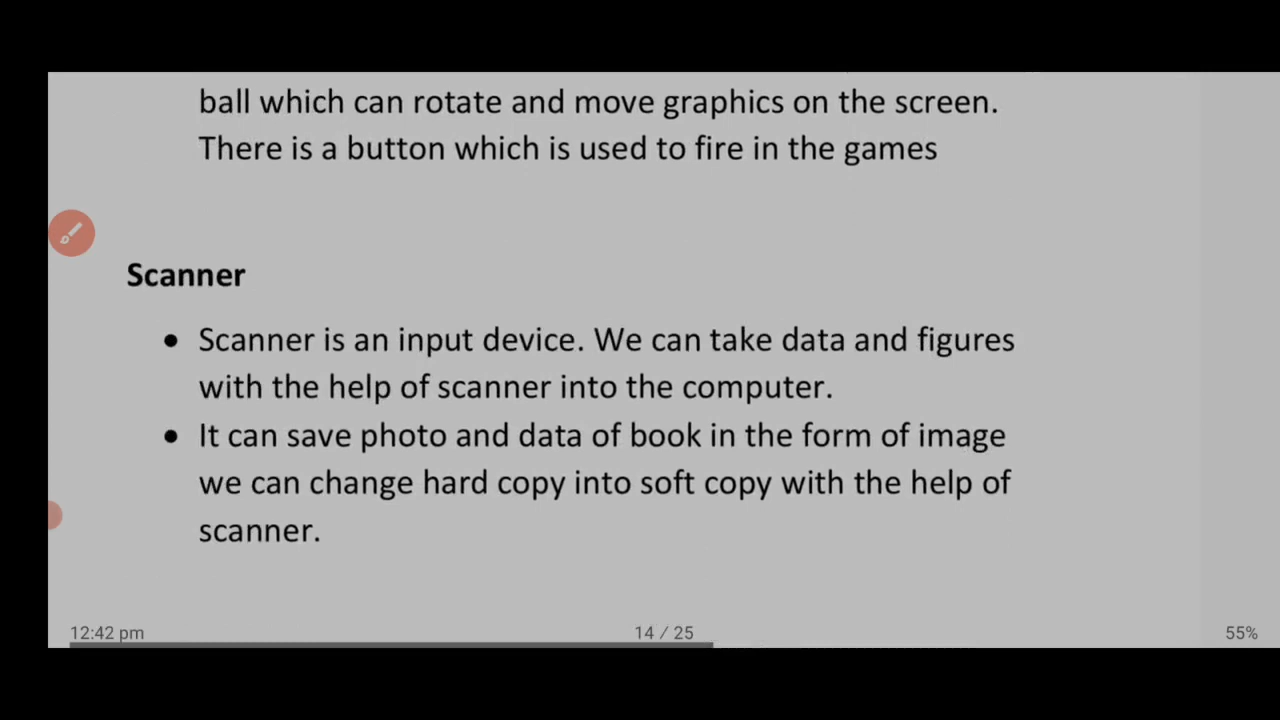 ball which can rotate and move graphics on the screen.
There is a button which is used to fire in the games
Scanner
• Scanner is an input device. We can take data and figures
with the help of scanner into the computer.
• It can save photo and data of book in the form of image
we can change hard copy into soft copy with the help of
scanner.
12:42 pm 14 / 25 55%